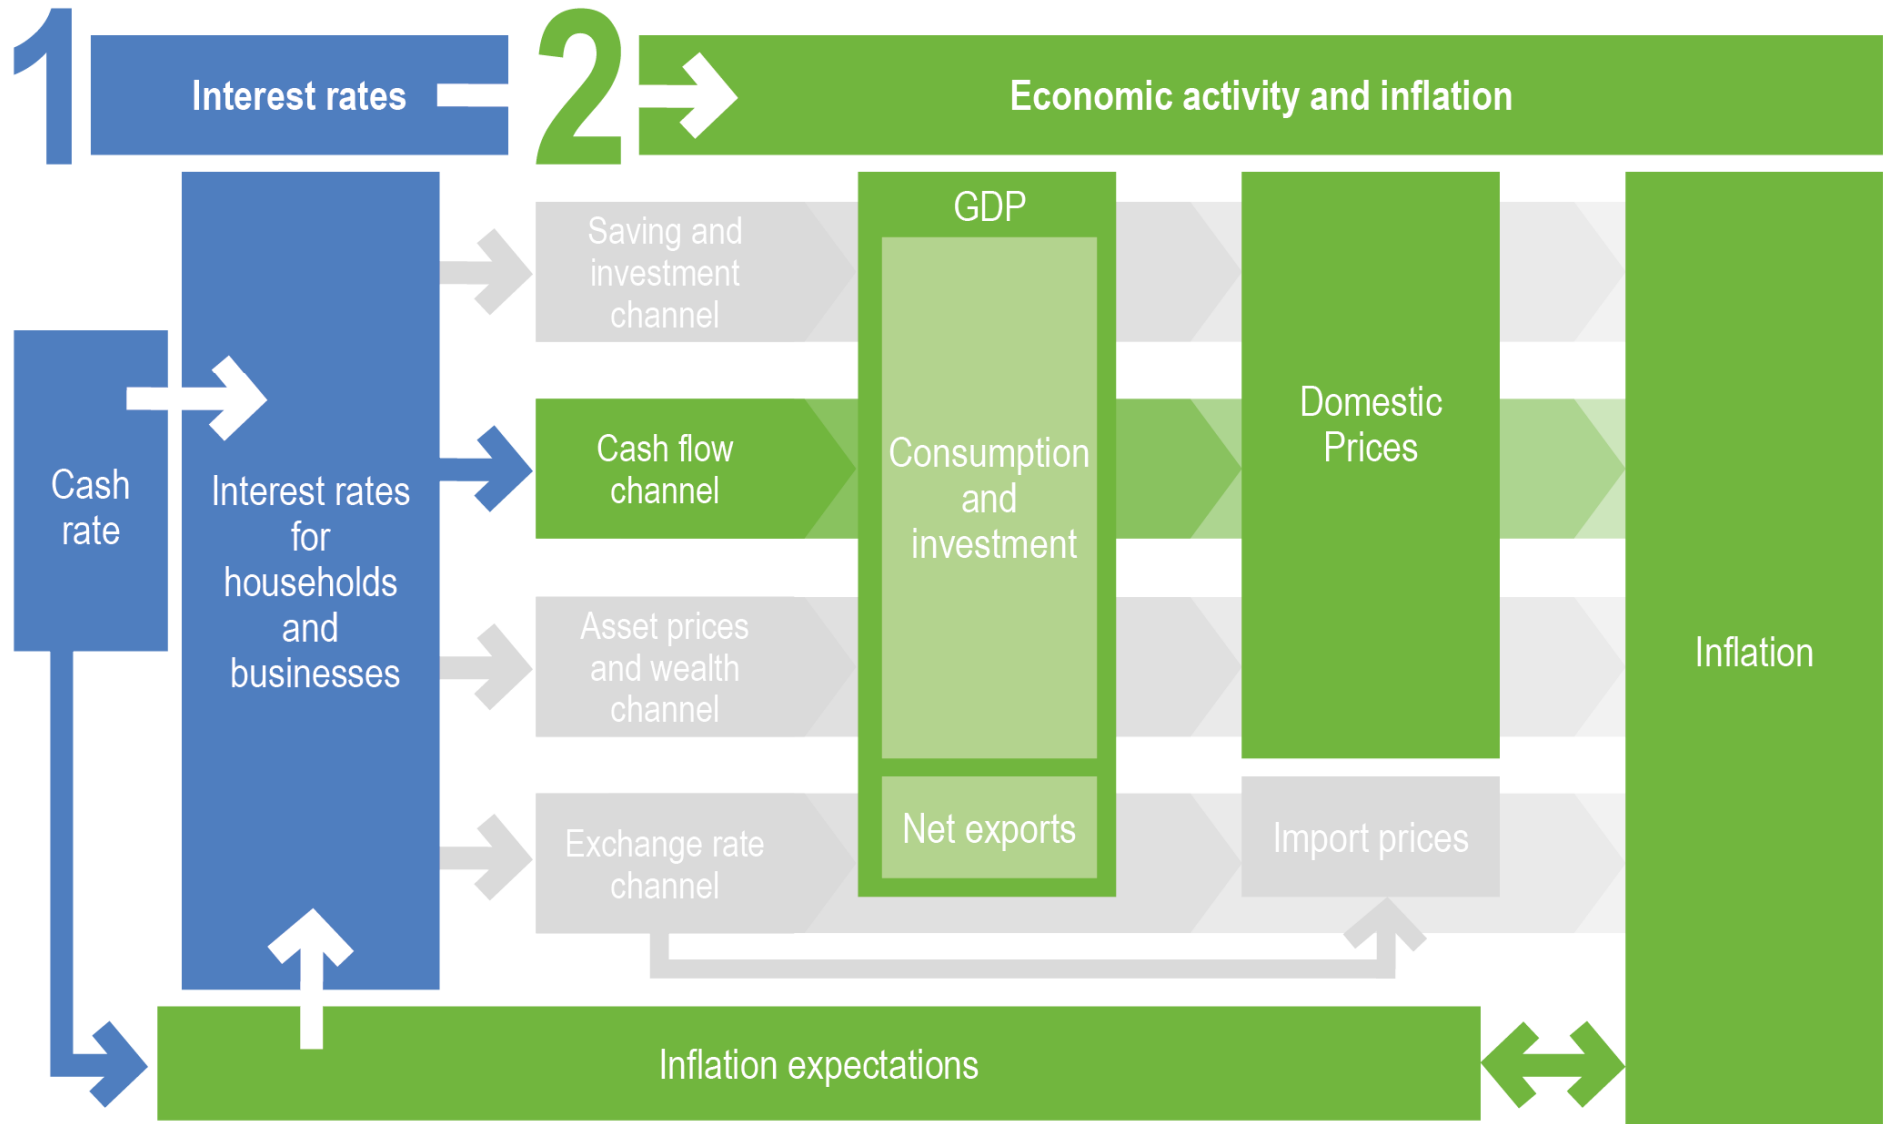 1
Interest rates
2
Economic activity and inflation
Cash
rate
Interest rates
for
households
and
businesses
Saving and
investment
channel
Cash flow
channel
Asset prices
and wealth
channel
Exchange rate
channel
GDP
Consumption
and
investment
Net exports
Domestic
Prices
Import prices
Inflation
Inflation expectations